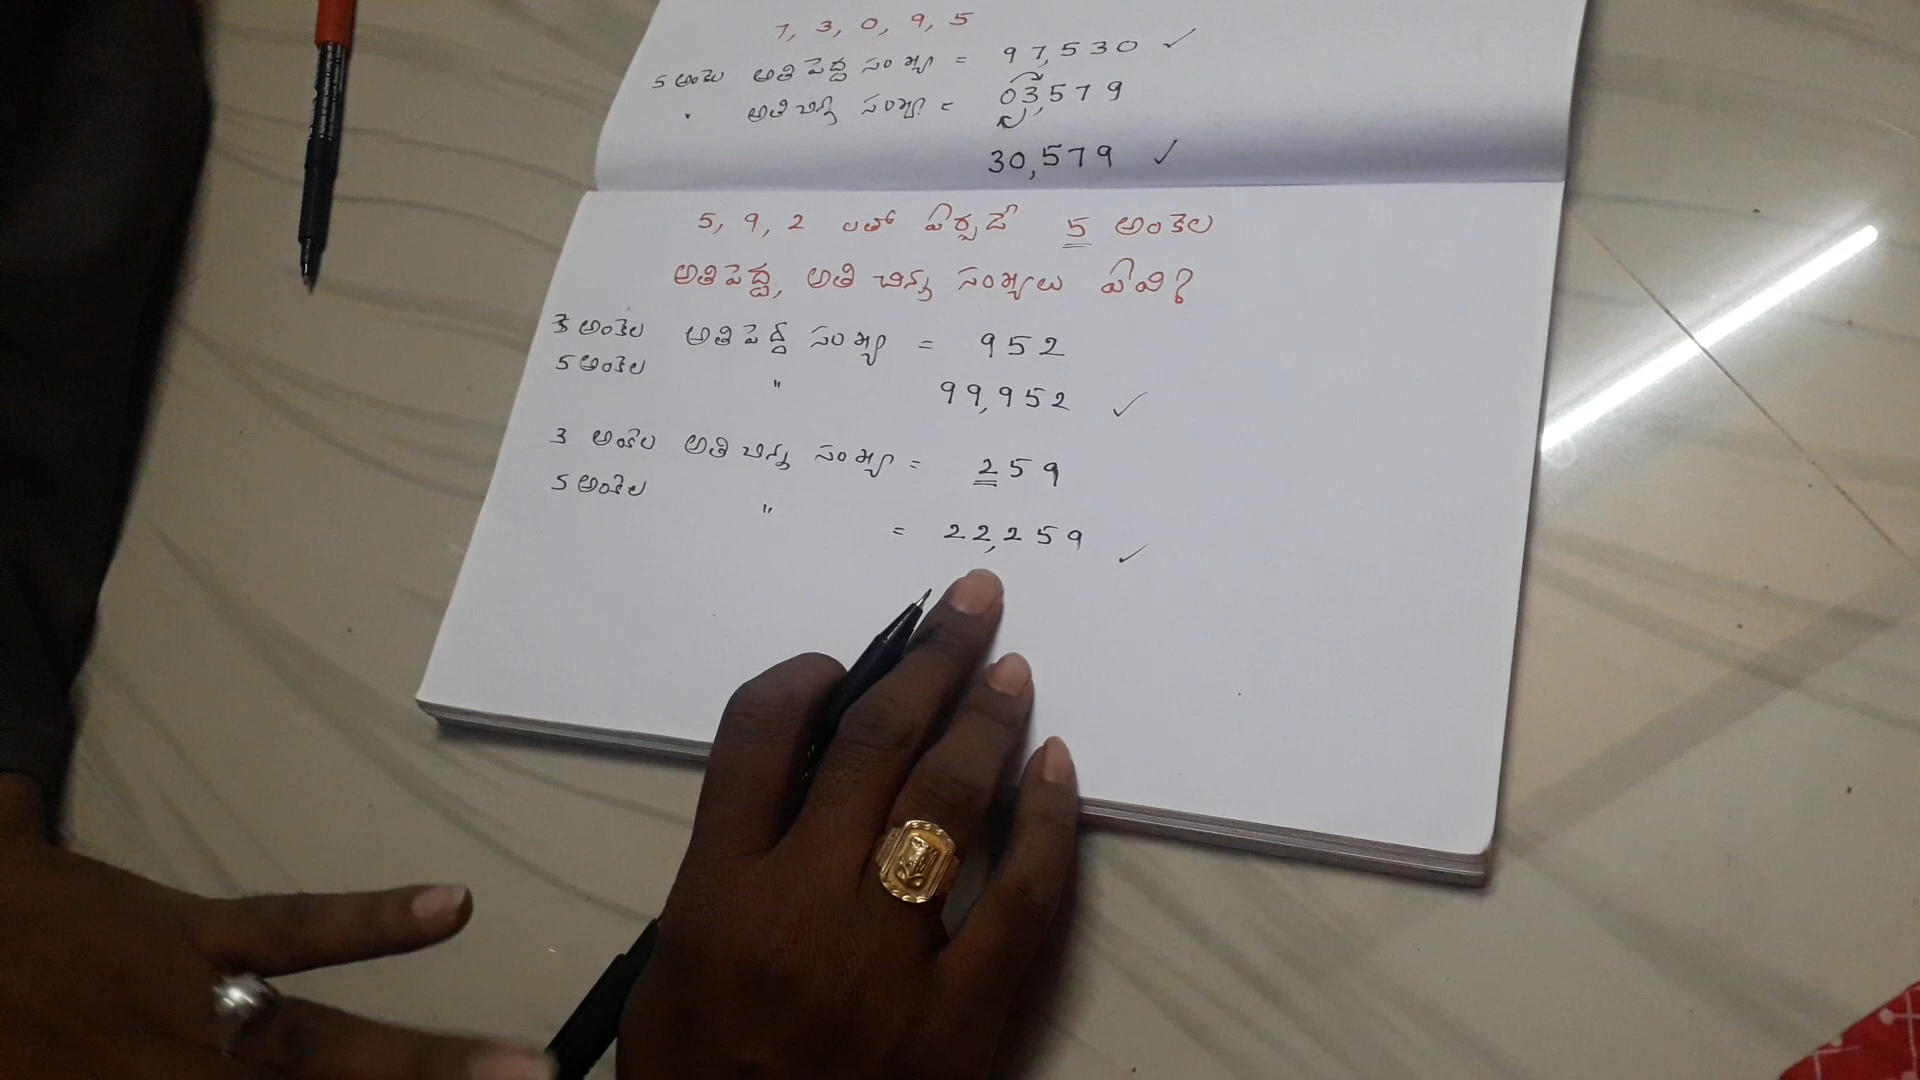 7, 3, 0, 9, 5
5 అంకెల అతి పెద్ద సంఖ్య = 97,530 ✓
" అతి చిన్న సంఖ్య = 03,579
30,579 ✓
5, 9, 2 లతో ఏర్పడే 5 అంకెల
అతి పెద్ద, అతి చిన్న సంఖ్యలు ఏవి?
3 అంకెల అతి పెద్ద సంఖ్య = 952
5 అంకెల " 99,952 ✓
3 అంకెల అతి చిన్న సంఖ్య = 259
5 అంకెల " = 22,259 ✓